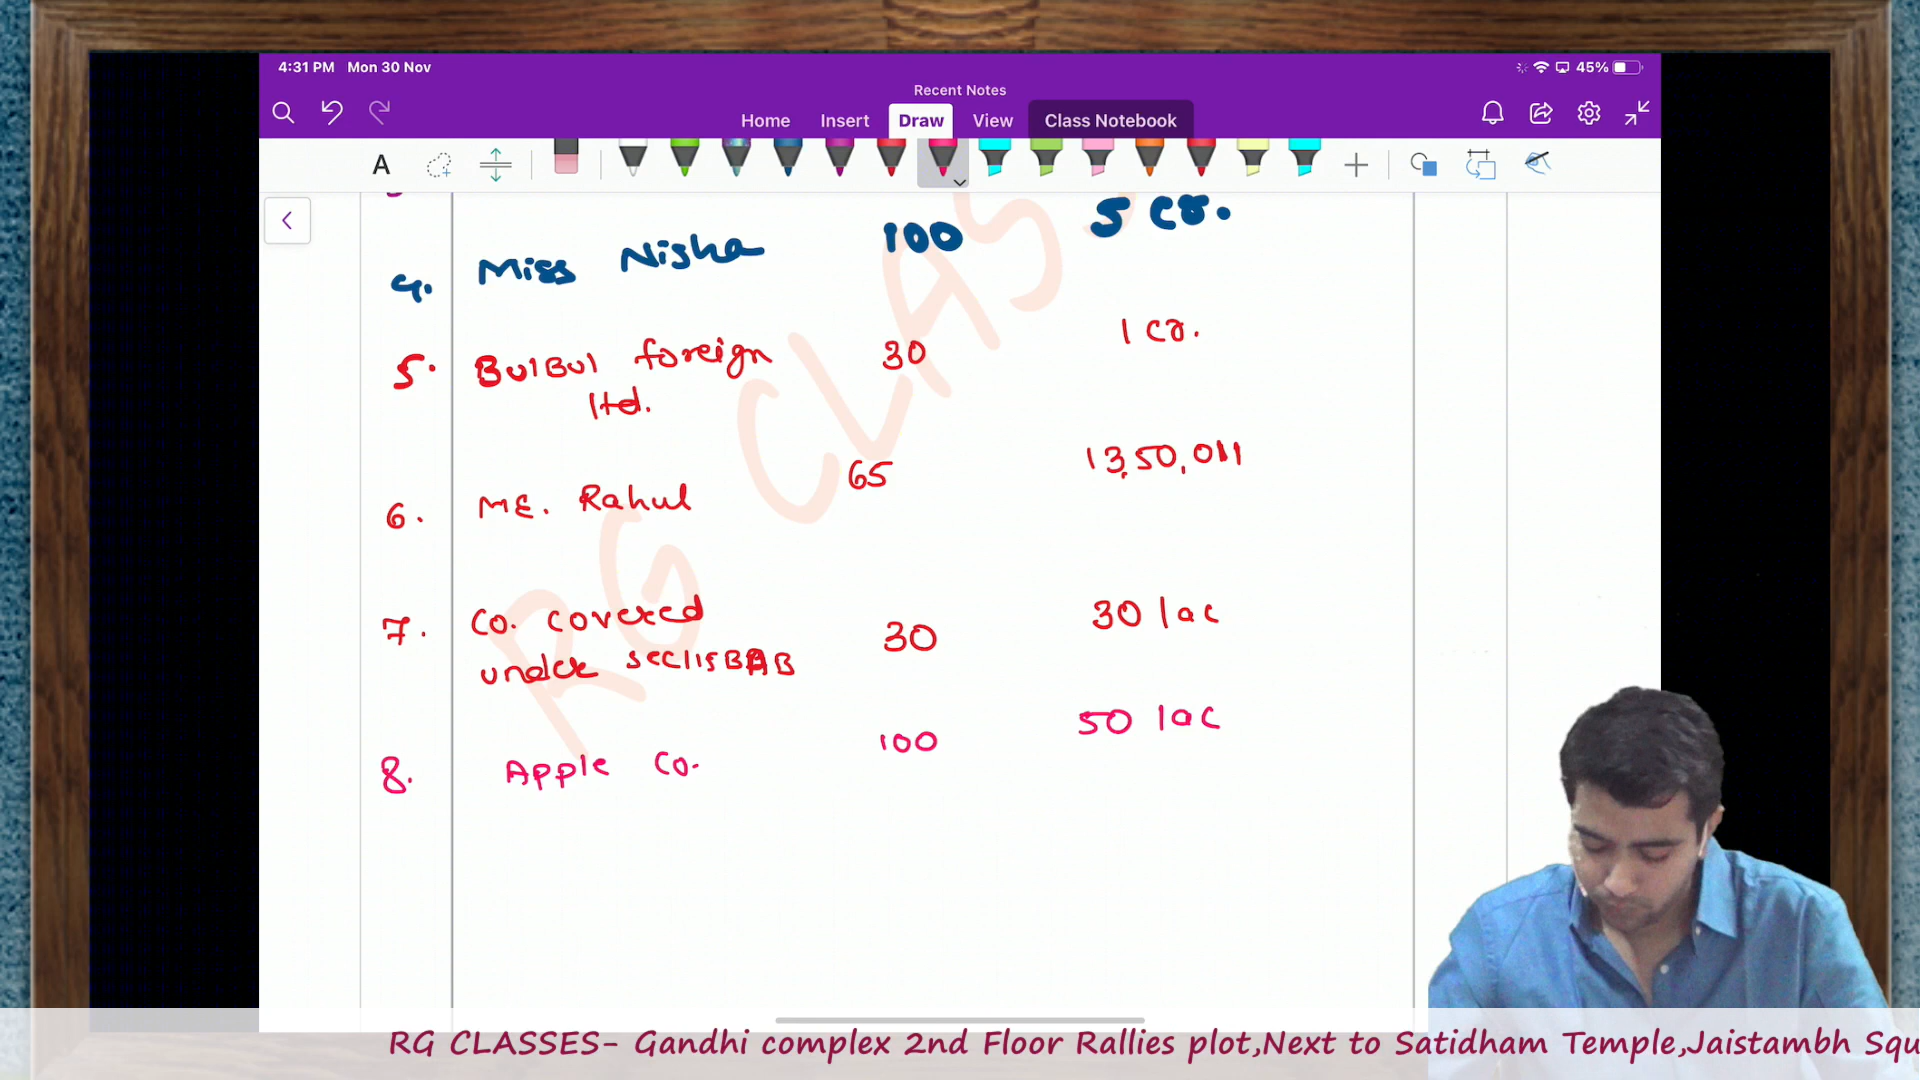 4:31 PM Mon 30 Nov
45%
Recent Notes
Home Insert Draw View Class Notebook
A
4. Miss Nisha 100 5 Cr.
5. BulBul foreign ltd. 30 1 Cr.
6. Mr. Rahul 65 13,50,011
7. Co. covered 30 30 lac
under sec115BAB
8. Apple Co. 100 50 lac
RG CLAS
RG CLASSES- Gandhi complex 2nd Floor Rallies plot,Next to Satidham Temple,Jaistambh Squ